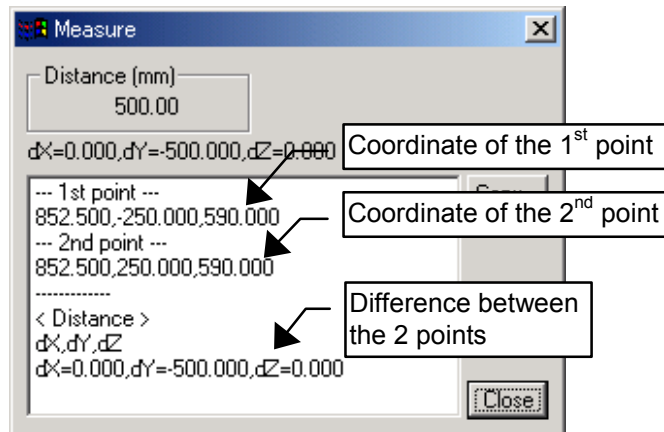 Measure
Distance (mm)
500.00
dX=0.000,dY=-500.000,dZ=0.000
Coordinate of the 1st point
--- 1st point ---
852.500,-250.000,590.000
Coordinate of the 2nd point
--- 2nd point ---
852.500,250.000,590.000
-------------
< Distance >
Difference between
the 2 points
dX,dY,dZ
dX=0.000,dY=-500.000,dZ=0.000
Close